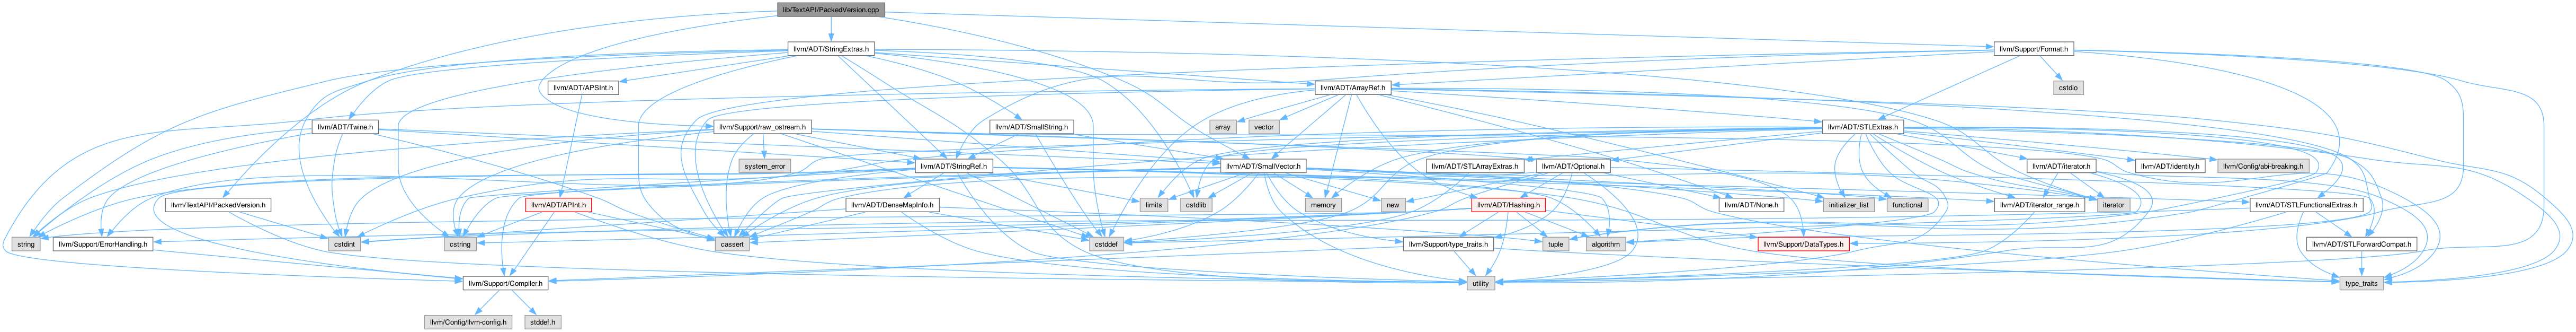 lib/TextAPI/PackedVersion.cpp
llvm/ADT/StringExtras.h
llvm/Support/Format.h
llvm/ADT/APSInt.h
llvm/ADT/ArrayRef.h
cstdio
llvm/ADT/Twine.h
llvm/Support/raw_ostream.h
llvm/ADT/SmallString.h
array
vector
llvm/ADT/STLExtras.h
system_error
llvm/ADT/StringRef.h
llvm/ADT/SmallVector.h
llvm/ADT/STLArrayExtras.h
llvm/ADT/Optional.h
llvm/ADT/iterator.h
llvm/ADT/identity.h
llvm/Config/abi-breaking.h
llvm/TextAPI/PackedVersion.h
llvm/ADT/APInt.h
llvm/ADT/DenseMapInfo.h
limits
cstdlib
memory
new
llvm/ADT/Hashing.h
llvm/ADT/None.h
initializer_list
functional
llvm/ADT/iterator_range.h
iterator
llvm/ADT/STLFunctionalExtras.h
string
llvm/Support/ErrorHandling.h
cstdint
cstring
cassert
cstddef
llvm/Support/type_traits.h
tuple
algorithm
llvm/Support/DataTypes.h
llvm/ADT/STLForwardCompat.h
llvm/Support/Compiler.h
utility
type_traits
llvm/Config/llvm-config.h
stddef.h